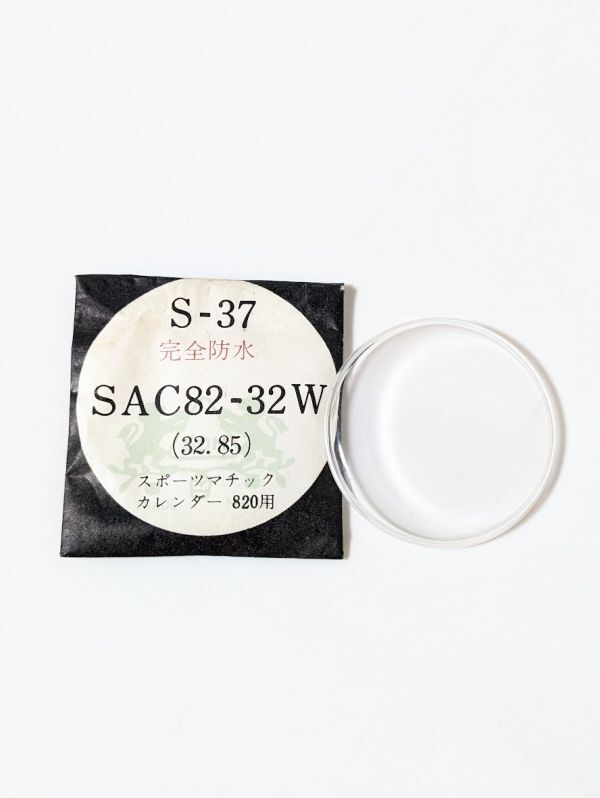 S-37
完全防水
SAC82-32W
(32.85)
スポーツマチック
カレンダー 820用